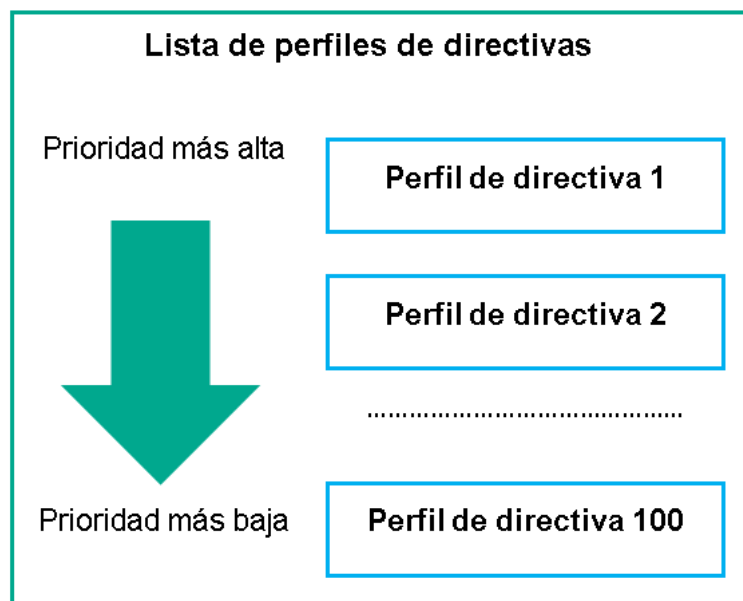 Lista de perfiles de directivas
Prioridad más alta
Perfil de directiva 1
Perfil de directiva 2
............................................
Prioridad más baja
Perfil de directiva 100